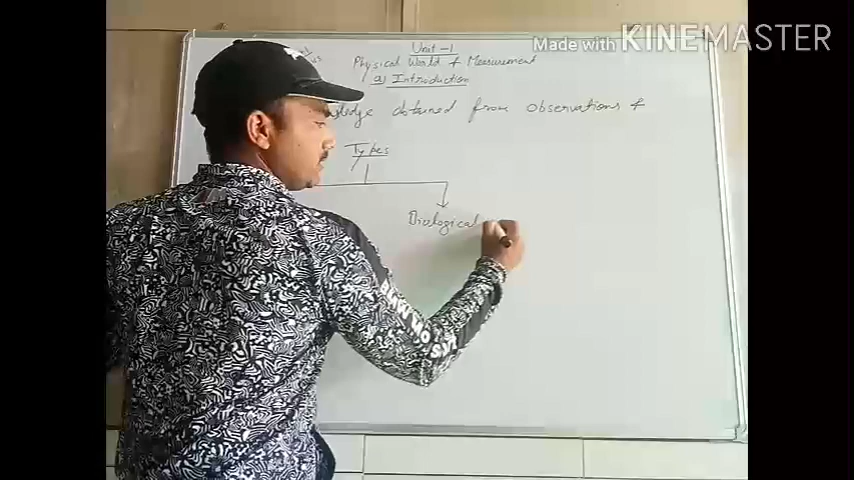 Made with KINEMASTER
Unit-1
Physical World & Measurement
a) Introduction
obtained from observations &
Types
Biological